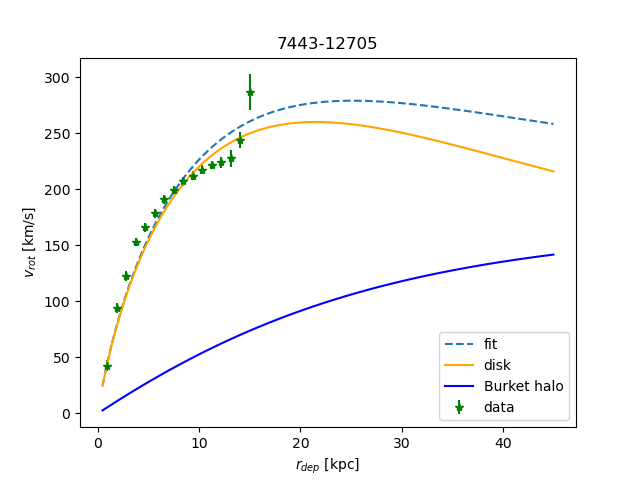 7443-12705
300
250
200
150
100
50
0
v_rot [km/s]
0 10 20 30 40
r_dep [kpc]
fit
disk
Burket halo
data